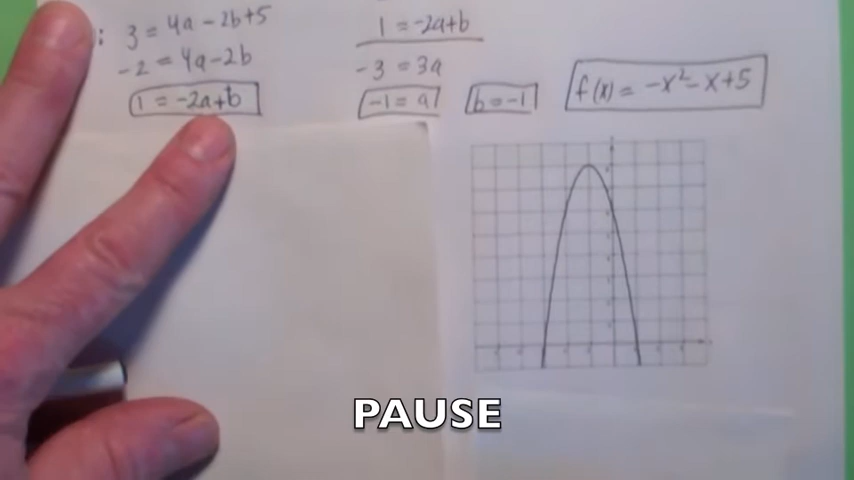 : 3 = 4a - 2b + 5
-2 = 4a - 2b
1 = -2a + b
1 = -2a + b
-3 = 3a
-1 = a
b = -1
f(x) = -x² - x + 5
PAUSE